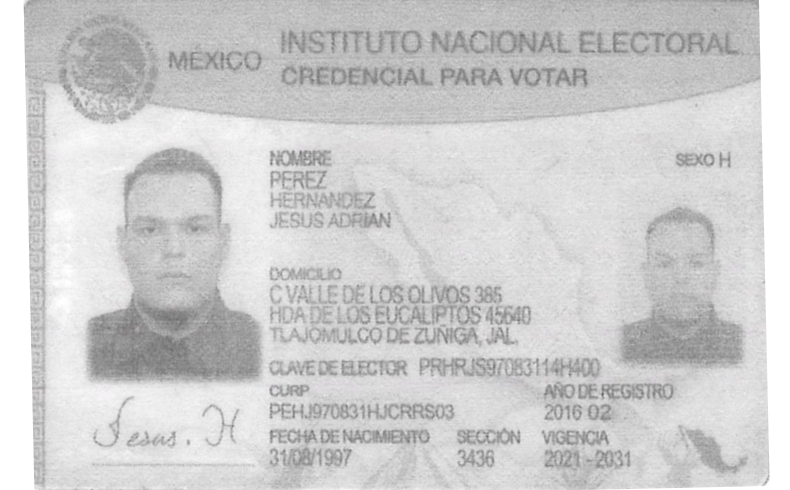 MÉXICO INSTITUTO NACIONAL ELECTORAL
CREDENCIAL PARA VOTAR
NOMBRE
PEREZ
HERNANDEZ
JESUS ADRIAN
SEXO H
DOMICILIO
C VALLE DE LOS OLIVOS 385
HDA DE LOS EUCALIPTOS 45640
TLAJOMULCO DE ZUÑIGA, JAL.
CLAVE DE ELECTOR PRHRJS97083114H400
CURP
PEHJ970831HJCRRS03
AÑO DE REGISTRO
2016 02
FECHA DE NACIMIENTO
31/08/1997
SECCIÓN
3436
VIGENCIA
2021 - 2031
Jesus. H